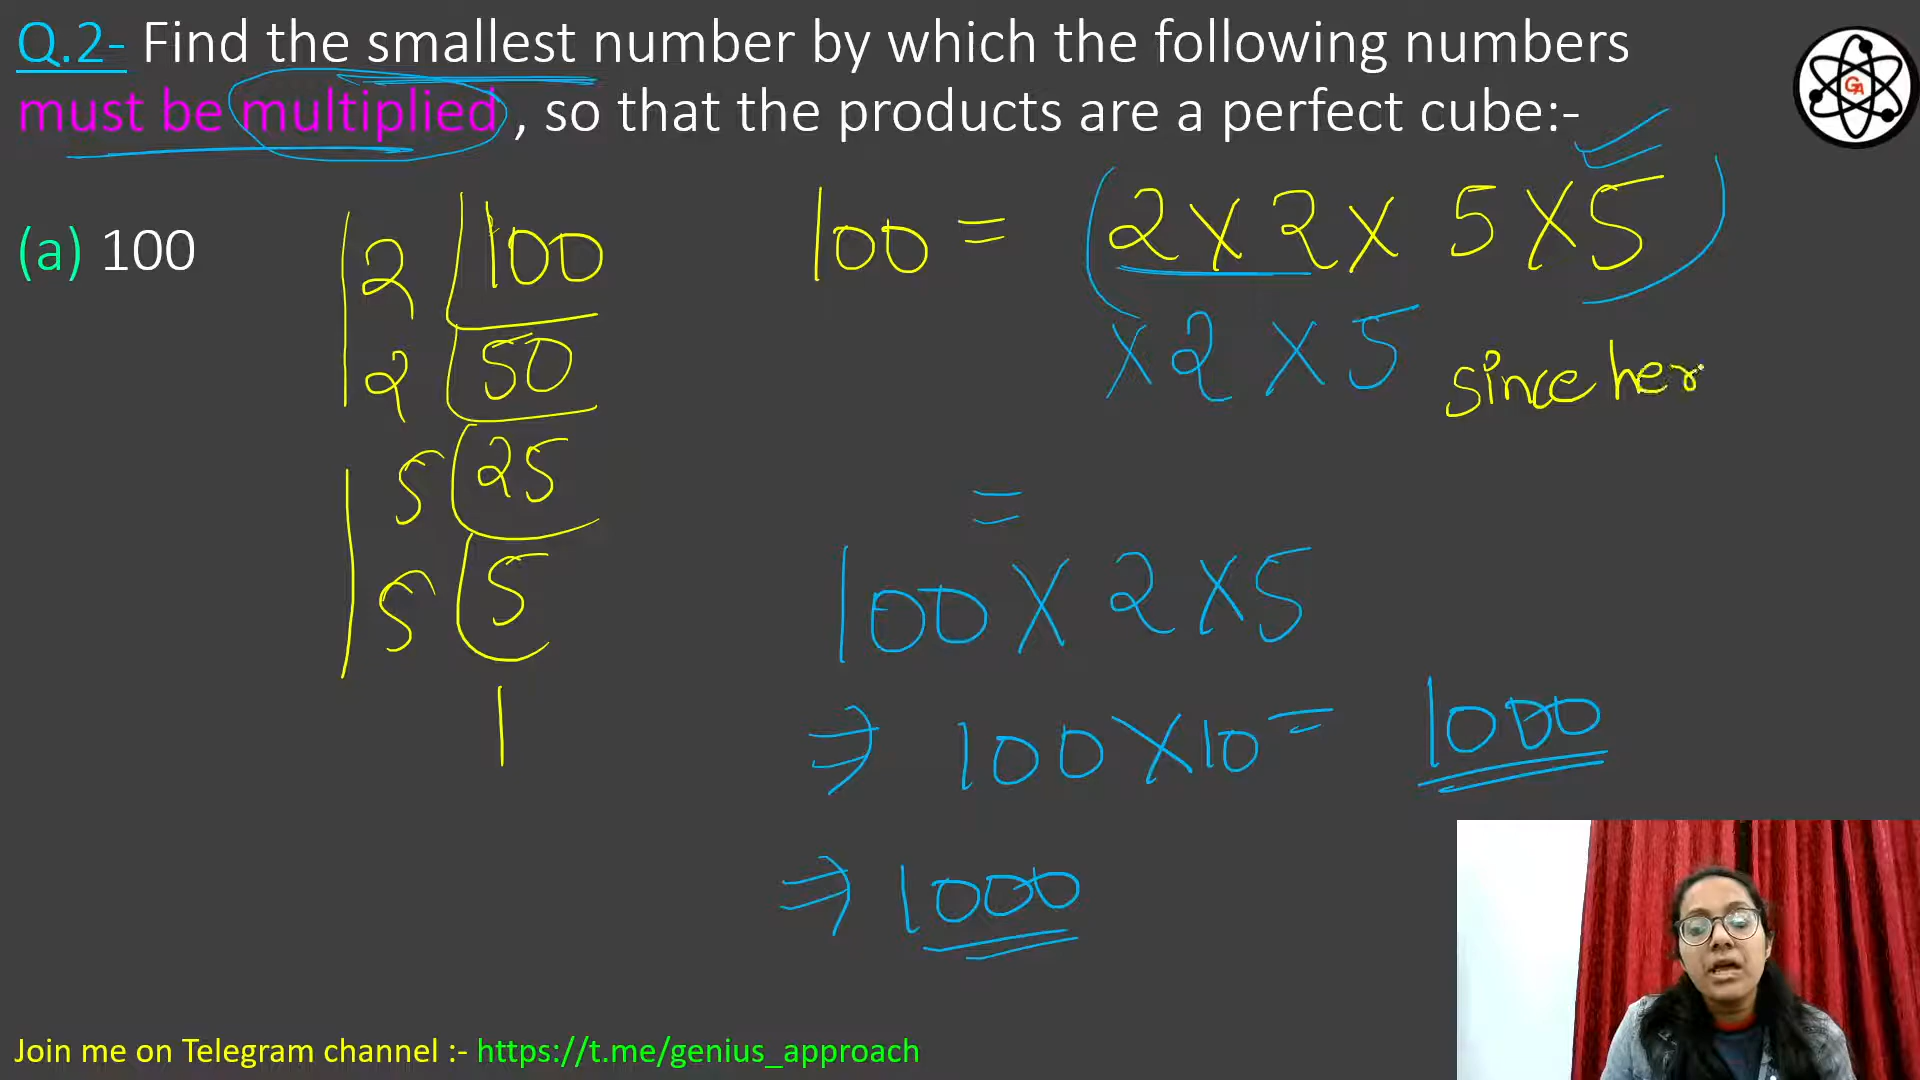 Q.2- Find the smallest number by which the following numbers
must be multiplied , so that the products are a perfect cube:-
GA
(a) 100
2 | 100
2 | 50
5 | 25
5 | 5
1
100 = (2 × 2 × 5 × 5)
× 2 × 5
since her
=
100 × 2 × 5
⇒ 100 × 10 = 1000
⇒ 1000
Join me on Telegram channel :- https://t.me/genius_approach